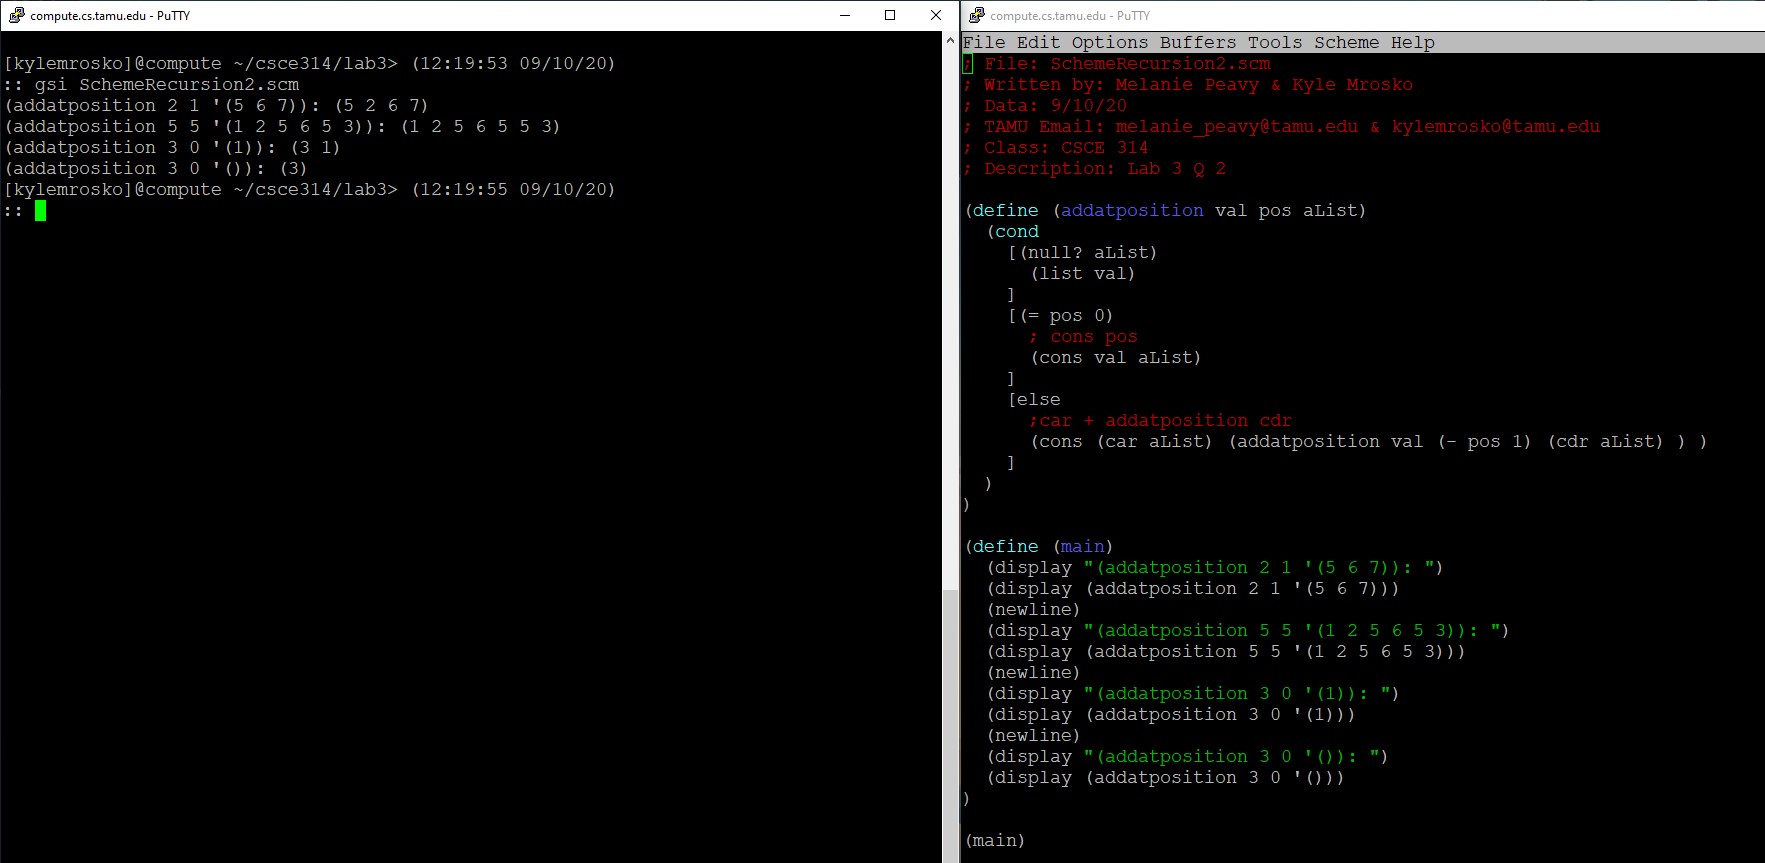 compute.cs.tamu.edu - PuTTY
[kylemrosko]@compute ~/csce314/lab3> (12:19:53 09/10/20)
:: gsi SchemeRecursion2.scm
(addatposition 2 1 '(5 6 7)): (5 2 6 7)
(addatposition 5 5 '(1 2 5 6 5 3)): (1 2 5 6 5 5 3)
(addatposition 3 0 '(1)): (3 1)
(addatposition 3 0 '()): (3)
[kylemrosko]@compute ~/csce314/lab3> (12:19:55 09/10/20)
::
compute.cs.tamu.edu - PuTTY
File Edit Options Buffers Tools Scheme Help
; File: SchemeRecursion2.scm
; Written by: Melanie Peavy & Kyle Mrosko
; Data: 9/10/20
; TAMU Email: melanie_peavy@tamu.edu & kylemrosko@tamu.edu
; Class: CSCE 314
; Description: Lab 3 Q 2
(define (addatposition val pos aList)
(cond
[(null? aList)
(list val)
]
[(= pos 0)
; cons pos
(cons val aList)
]
[else
;car + addatposition cdr
(cons (car aList) (addatposition val (- pos 1) (cdr aList) ) )
]
)
)
(define (main)
(display "(addatposition 2 1 '(5 6 7)): ")
(display (addatposition 2 1 '(5 6 7)))
(newline)
(display "(addatposition 5 5 '(1 2 5 6 5 3)): ")
(display (addatposition 5 5 '(1 2 5 6 5 3)))
(newline)
(display "(addatposition 3 0 '(1)): ")
(display (addatposition 3 0 '(1)))
(newline)
(display "(addatposition 3 0 '()): ")
(display (addatposition 3 0 '()))
)
(main)